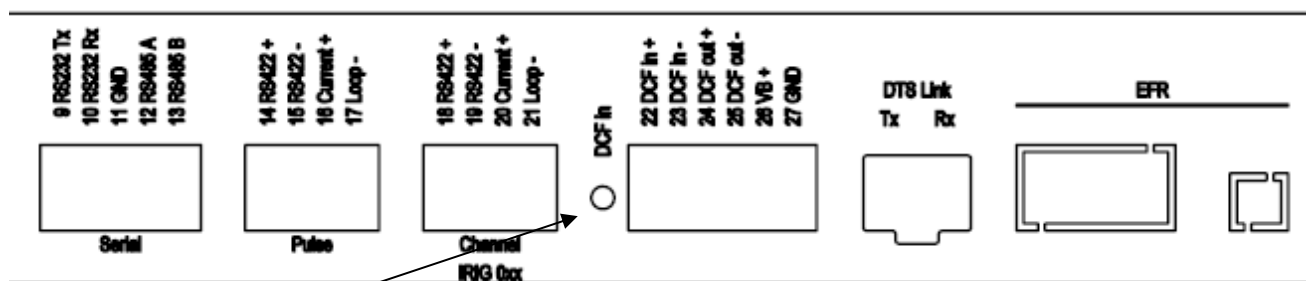 9 RS232 Tx
10 RS232 Rx
11 GND
12 RS485 A
13 RS485 B
Serial
14 RS422 +
15 RS422 -
16 Current +
17 Loop -
Pulse
18 RS422 +
19 RS422 -
20 Current +
21 Loop -
Channel
IRIG 0xx
DCF in
22 DCF in +
23 DCF in -
24 DCF out +
25 DCF out -
26 VB +
27 GND
DTS Link
Tx Rx
EFR